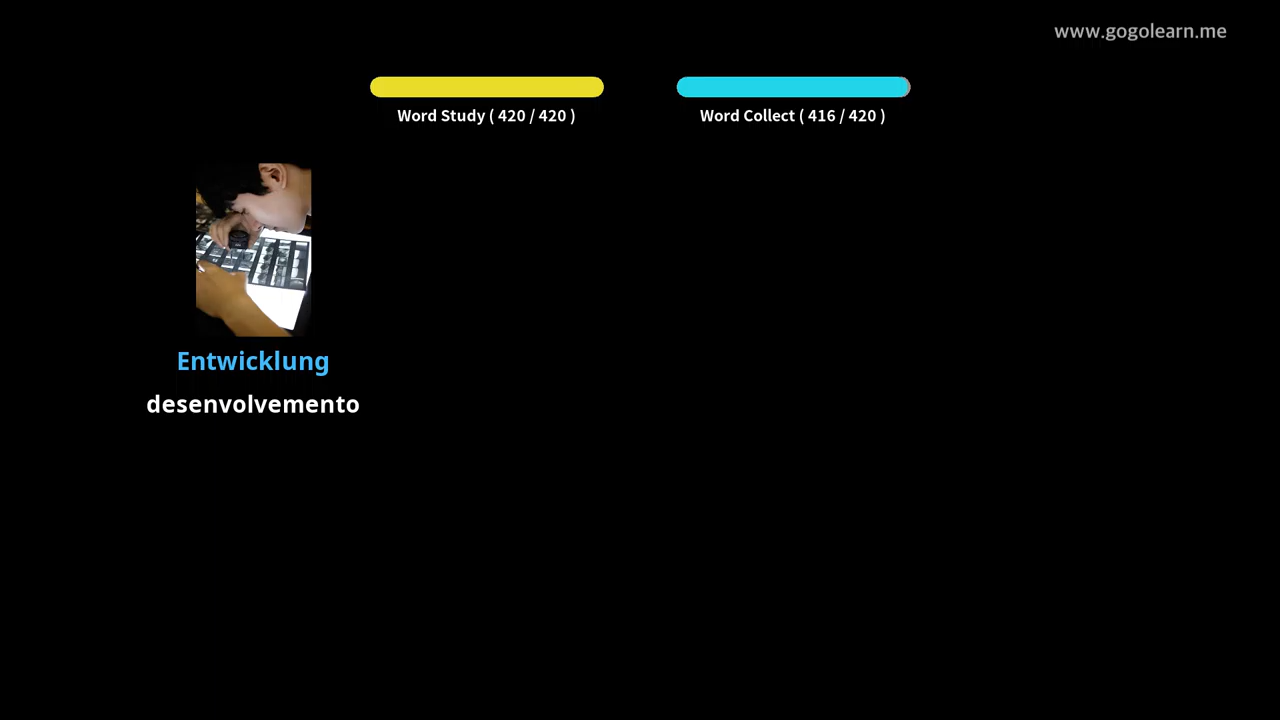 www.gogolearn.me
Word Study ( 420 / 420 )
Word Collect ( 416 / 420 )
Entwicklung
desenvolvemento